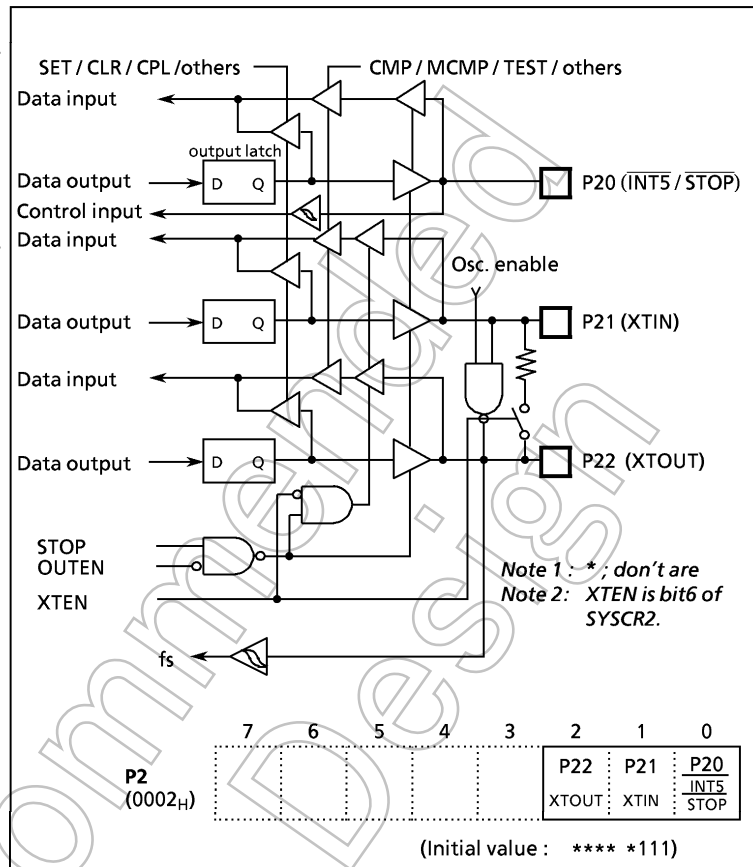 SET / CLR / CPL /others
CMP / MCMP / TEST / others
Data input
output latch
Data output
D Q
P20 (INT5 / STOP)
Control input
Data input
Osc. enable
Data output
D Q
P21 (XTIN)
Data input
Data output
D Q
P22 (XTOUT)
STOP
OUTEN
XTEN
Note 1 : * ; don't are
Note 2: XTEN is bit6 of
SYSCR2.
fs
7 6 5 4 3 2 1 0
P2
(0002H)
P22 P21 P20
XTOUT XTIN INT5
STOP
(Initial value : **** *111)
ommended
Design